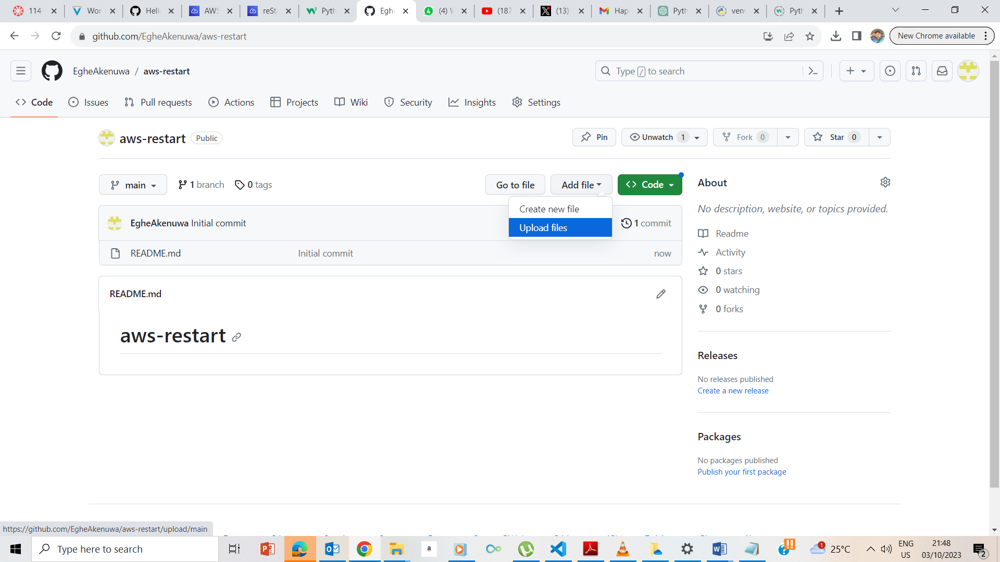 114-
Wor
Hell
AWS
reSt
Pyth
Eghe
(4) V
(187
(13)
Hap
Pyth
venv
Pyth
github.com/EgheAkenuwa/aws-restart
New Chrome available
EgheAkenuwa / aws-restart
Type / to search
Code
Issues
Pull requests
Actions
Projects
Wiki
Security
Insights
Settings
aws-restart
Public
Pin
Unwatch 1
Fork 0
Star 0
main
1 branch
0 tags
Go to file
Add file
Code
Create new file
Upload files
EgheAkenuwa Initial commit
1 commit
README.md
Initial commit
now
README.md
aws-restart
About
No description, website, or topics provided.
Readme
Activity
0 stars
0 watching
0 forks
Releases
No releases published
Create a new release
Packages
No packages published
Publish your first package
https://github.com/EgheAkenuwa/aws-restart/upload/main
Type here to search
a
1
25°C
ENG
US
21:48
03/10/2023
2